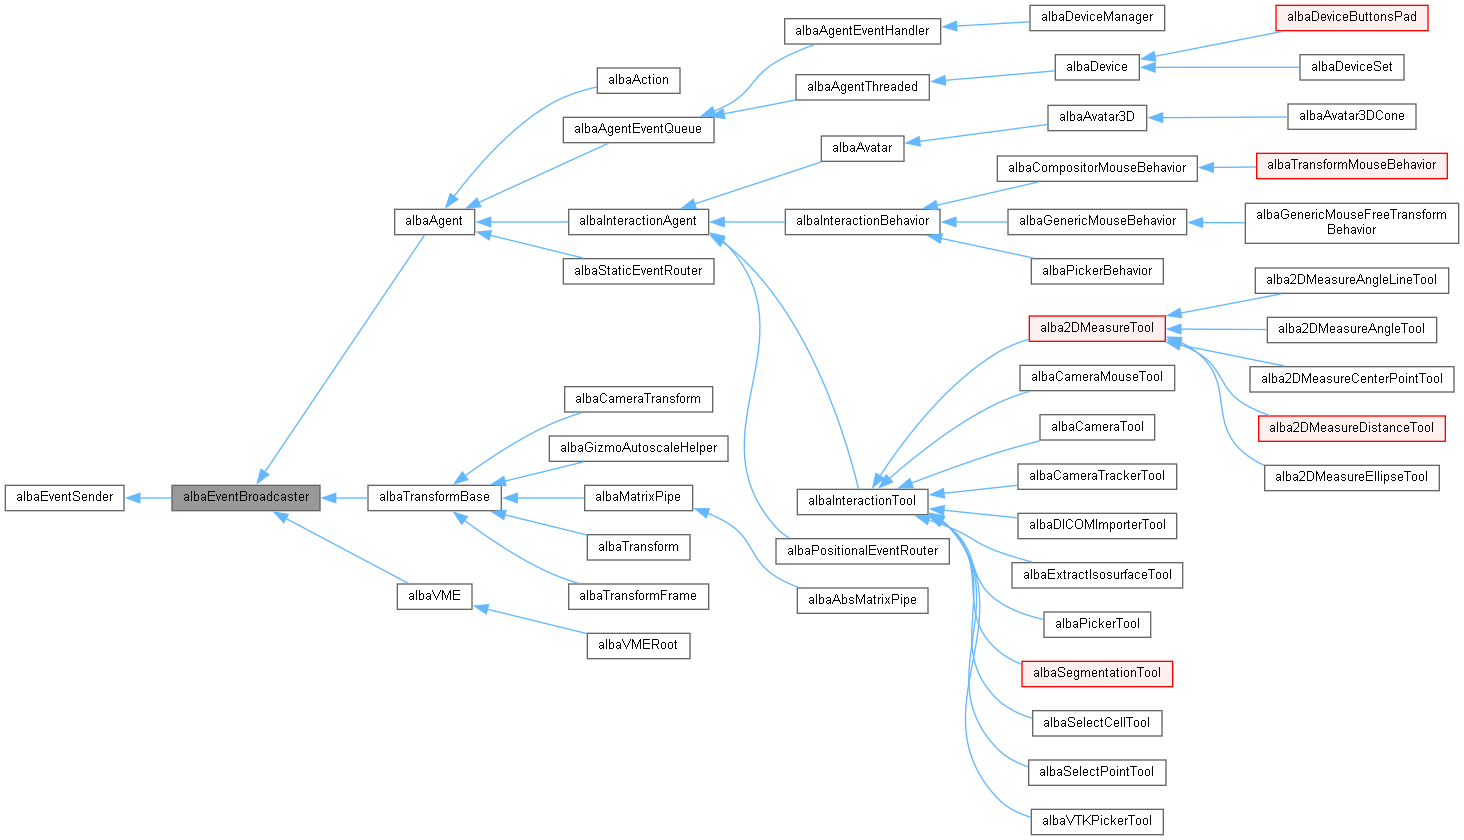 albaEventSender
albaEventBroadcaster
albaAgent
albaTransformBase
albaVME
albaAction
albaAgentEventQueue
albaInteractionAgent
albaStaticEventRouter
albaCameraTransform
albaGizmoAutoscaleHelper
albaMatrixPipe
albaTransform
albaTransformFrame
albaVMERoot
albaAgentEventHandler
albaAgentThreaded
albaAvatar
albaInteractionBehavior
albaInteractionTool
albaPositionalEventRouter
albaAbsMatrixPipe
albaDeviceManager
albaDevice
albaAvatar3D
albaCompositorMouseBehavior
albaGenericMouseBehavior
albaPickerBehavior
alba2DMeasureTool
albaCameraMouseTool
albaCameraTool
albaCameraTrackerTool
albaDICOMImporterTool
albaExtractIsosurfaceTool
albaPickerTool
albaSegmentationTool
albaSelectCellTool
albaSelectPointTool
albaVTKPickerTool
albaDeviceButtonsPad
albaDeviceSet
albaAvatar3DCone
albaTransformMouseBehavior
albaGenericMouseFreeTransform
Behavior
alba2DMeasureAngleLineTool
alba2DMeasureAngleTool
alba2DMeasureCenterPointTool
alba2DMeasureDistanceTool
alba2DMeasureEllipseTool